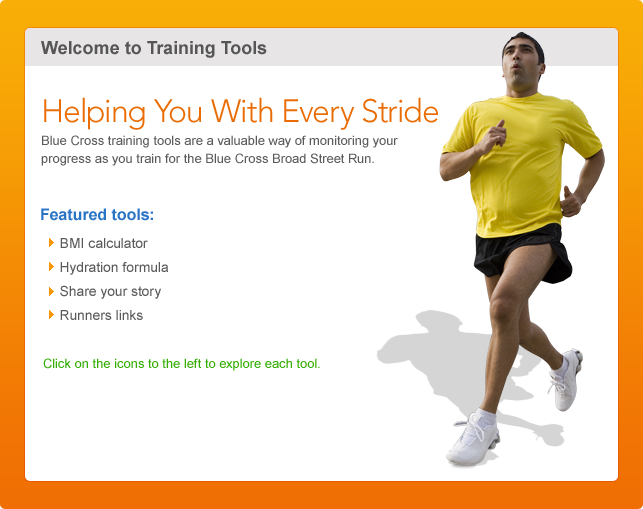 Welcome to Training Tools
Helping You With Every Stride
Blue Cross training tools are a valuable way of monitoring your
progress as you train for the Blue Cross Broad Street Run.
Featured tools:
BMI calculator
Hydration formula
Share your story
Runners links
Click on the icons to the left to explore each tool.